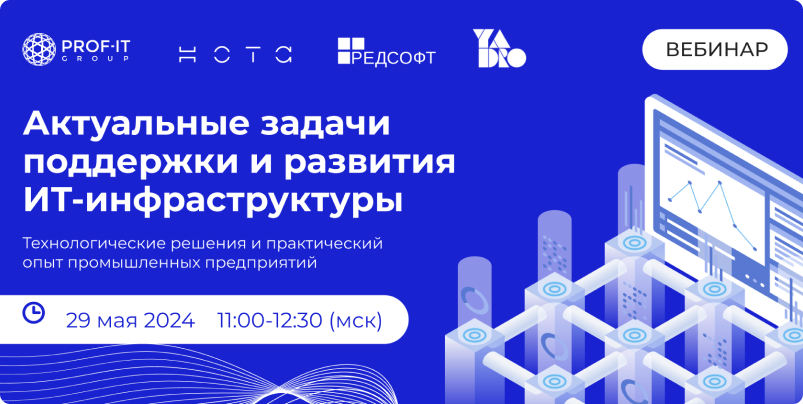 PROF-IT
GROUP
НОТА
РЕДСОФТ
YADRO
ВЕБИНАР
Актуальные задачи
поддержки и развития
ИТ-инфраструктуры
Технологические решения и практический
опыт промышленных предприятий
29 мая 2024 11:00-12:30 (мск)